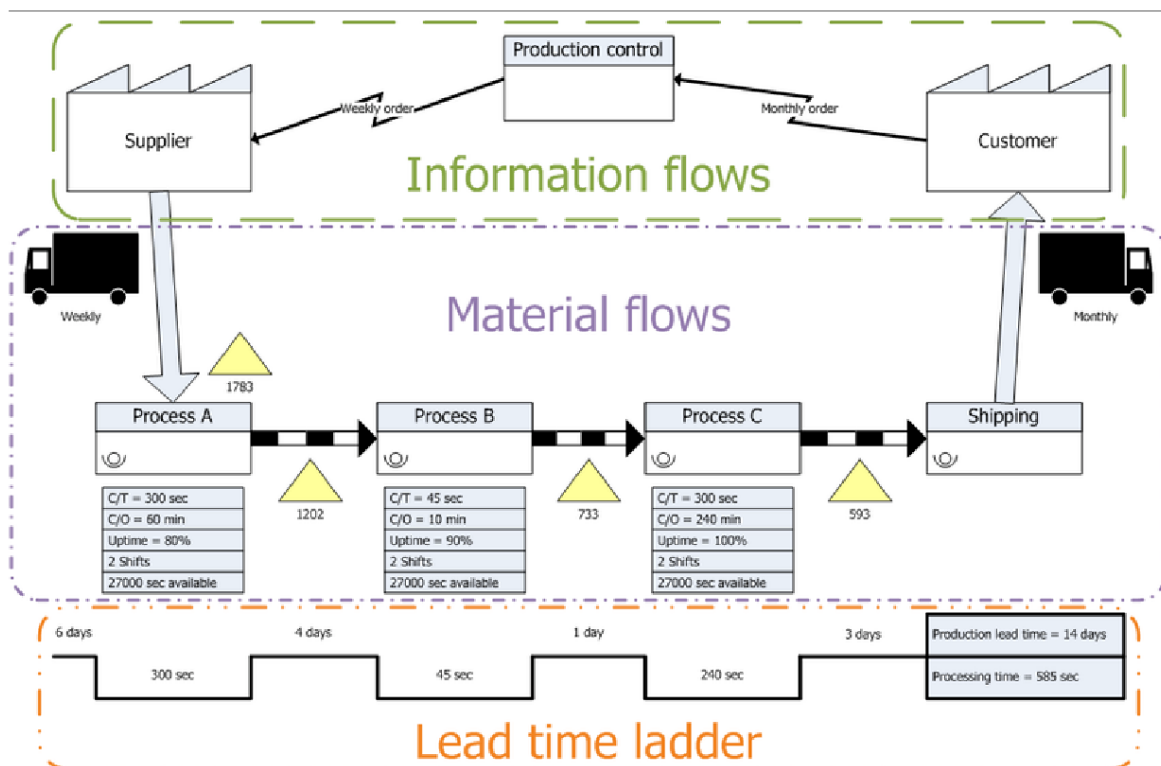 Production control
Supplier
Weekly order
Monthly order
Customer
Information flows
Weekly
Material flows
Monthly
1783
Process A
Process B
Process C
Shipping
1202
733
593
C/T = 300 sec
C/O = 60 min
Uptime = 80%
2 Shifts
27000 sec available
C/T = 45 sec
C/O = 10 min
Uptime = 90%
2 Shifts
27000 sec available
C/T = 300 sec
C/O = 240 min
Uptime = 100%
2 Shifts
27000 sec available
6 days
4 days
1 day
3 days
Production lead time = 14 days
300 sec
45 sec
240 sec
Processing time = 585 sec
Lead time ladder